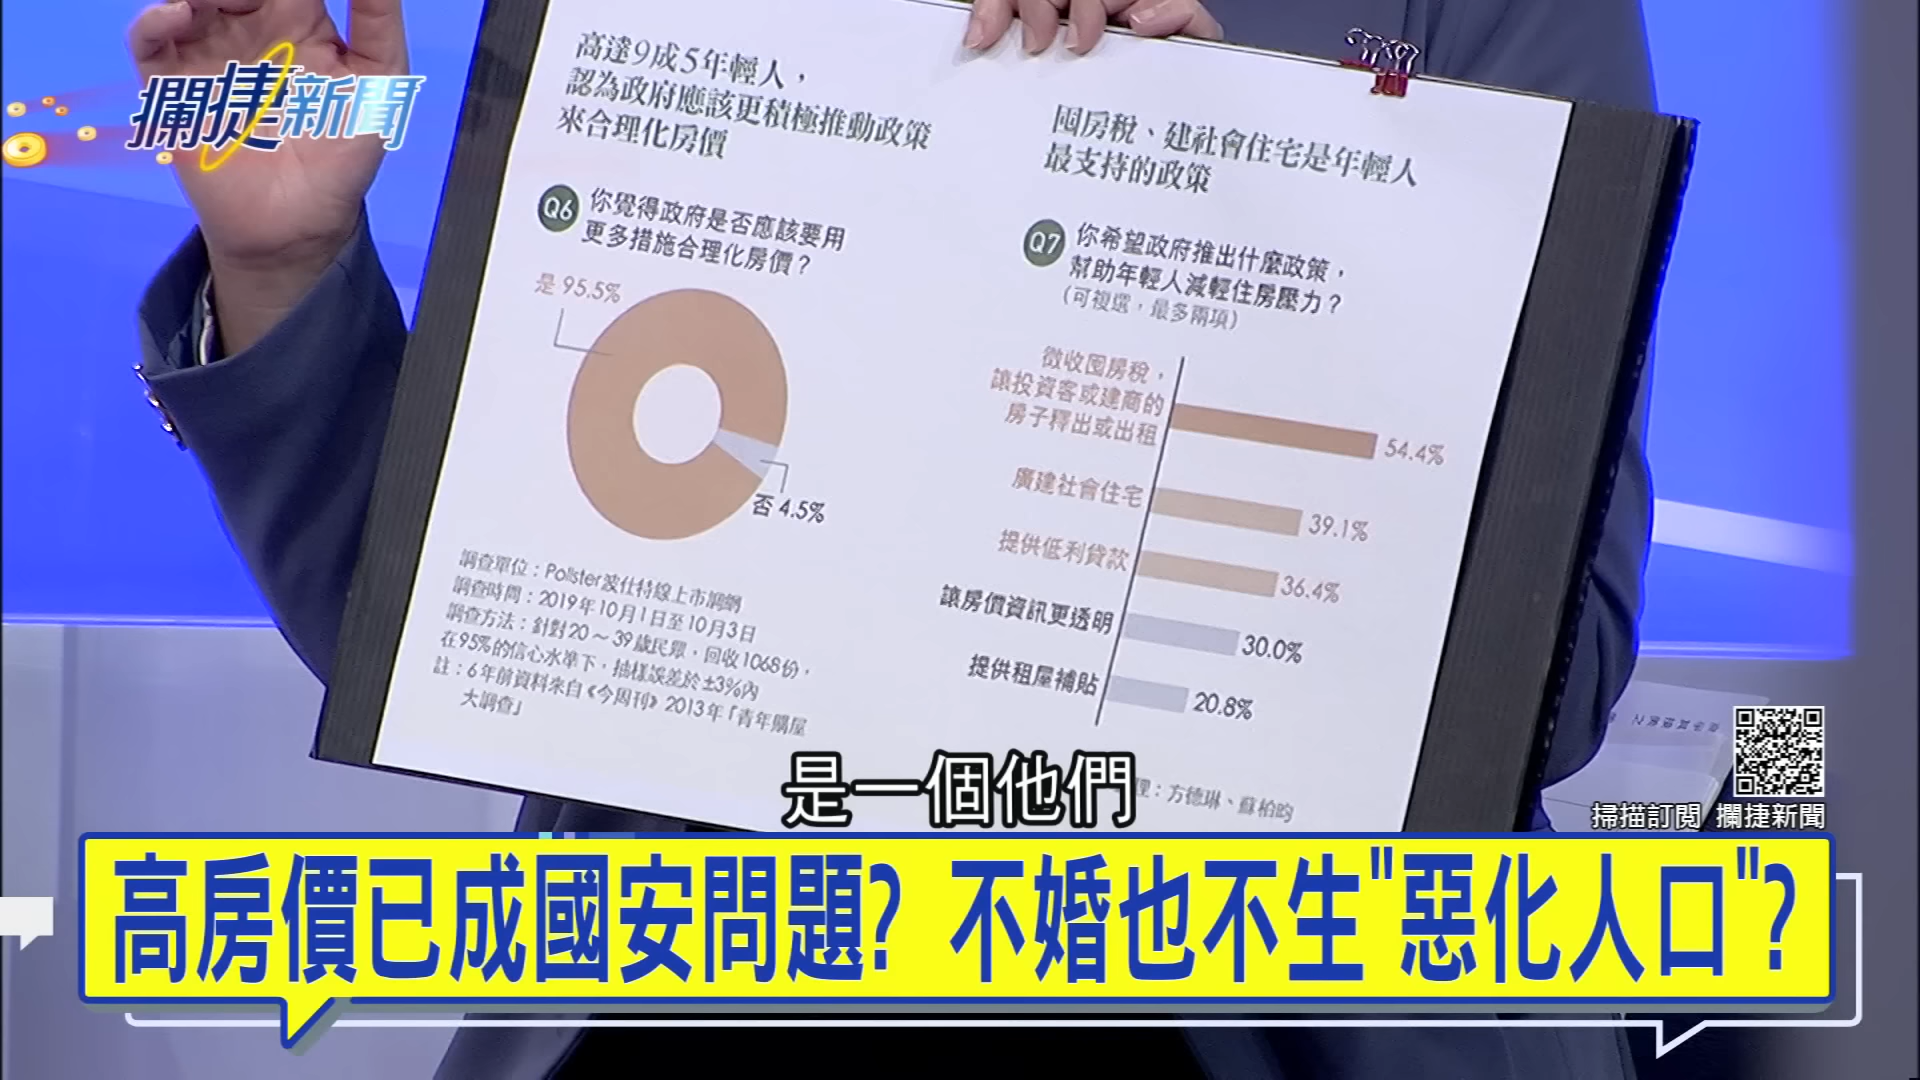 攔捷新聞
高達9成5年輕人，
認為政府應該更積極推動政策
來合理化房價
Q6 你覺得政府是否應該要用
更多措施合理化房價？
是 95.5%
否 4.5%
調查單位：Pollster波仕特線上市調網
調查時間：2019年10月1日至10月3日
調查方法：針對20～39歲民眾，回收1068份，
在95%的信心水準下，抽樣誤差於±3%內
註：6年前資料來自《今周刊》2013年「青年購屋
大調查」
囤房稅、建社會住宅是年輕人
最支持的政策
Q7 你希望政府推出什麼政策，
幫助年輕人減輕住房壓力？
（可複選，最多兩項）
徵收囤房稅，
讓投資客或建商的
房子釋出或出租
54.4%
廣建社會住宅
39.1%
提供低利貸款
36.4%
讓房價資訊更透明
30.0%
提供租屋補貼
20.8%
理：方德琳、蘇柏昀
是一個他們
掃描訂閱 攔捷新聞
高房價已成國安問題? 不婚也不生"惡化人口"?